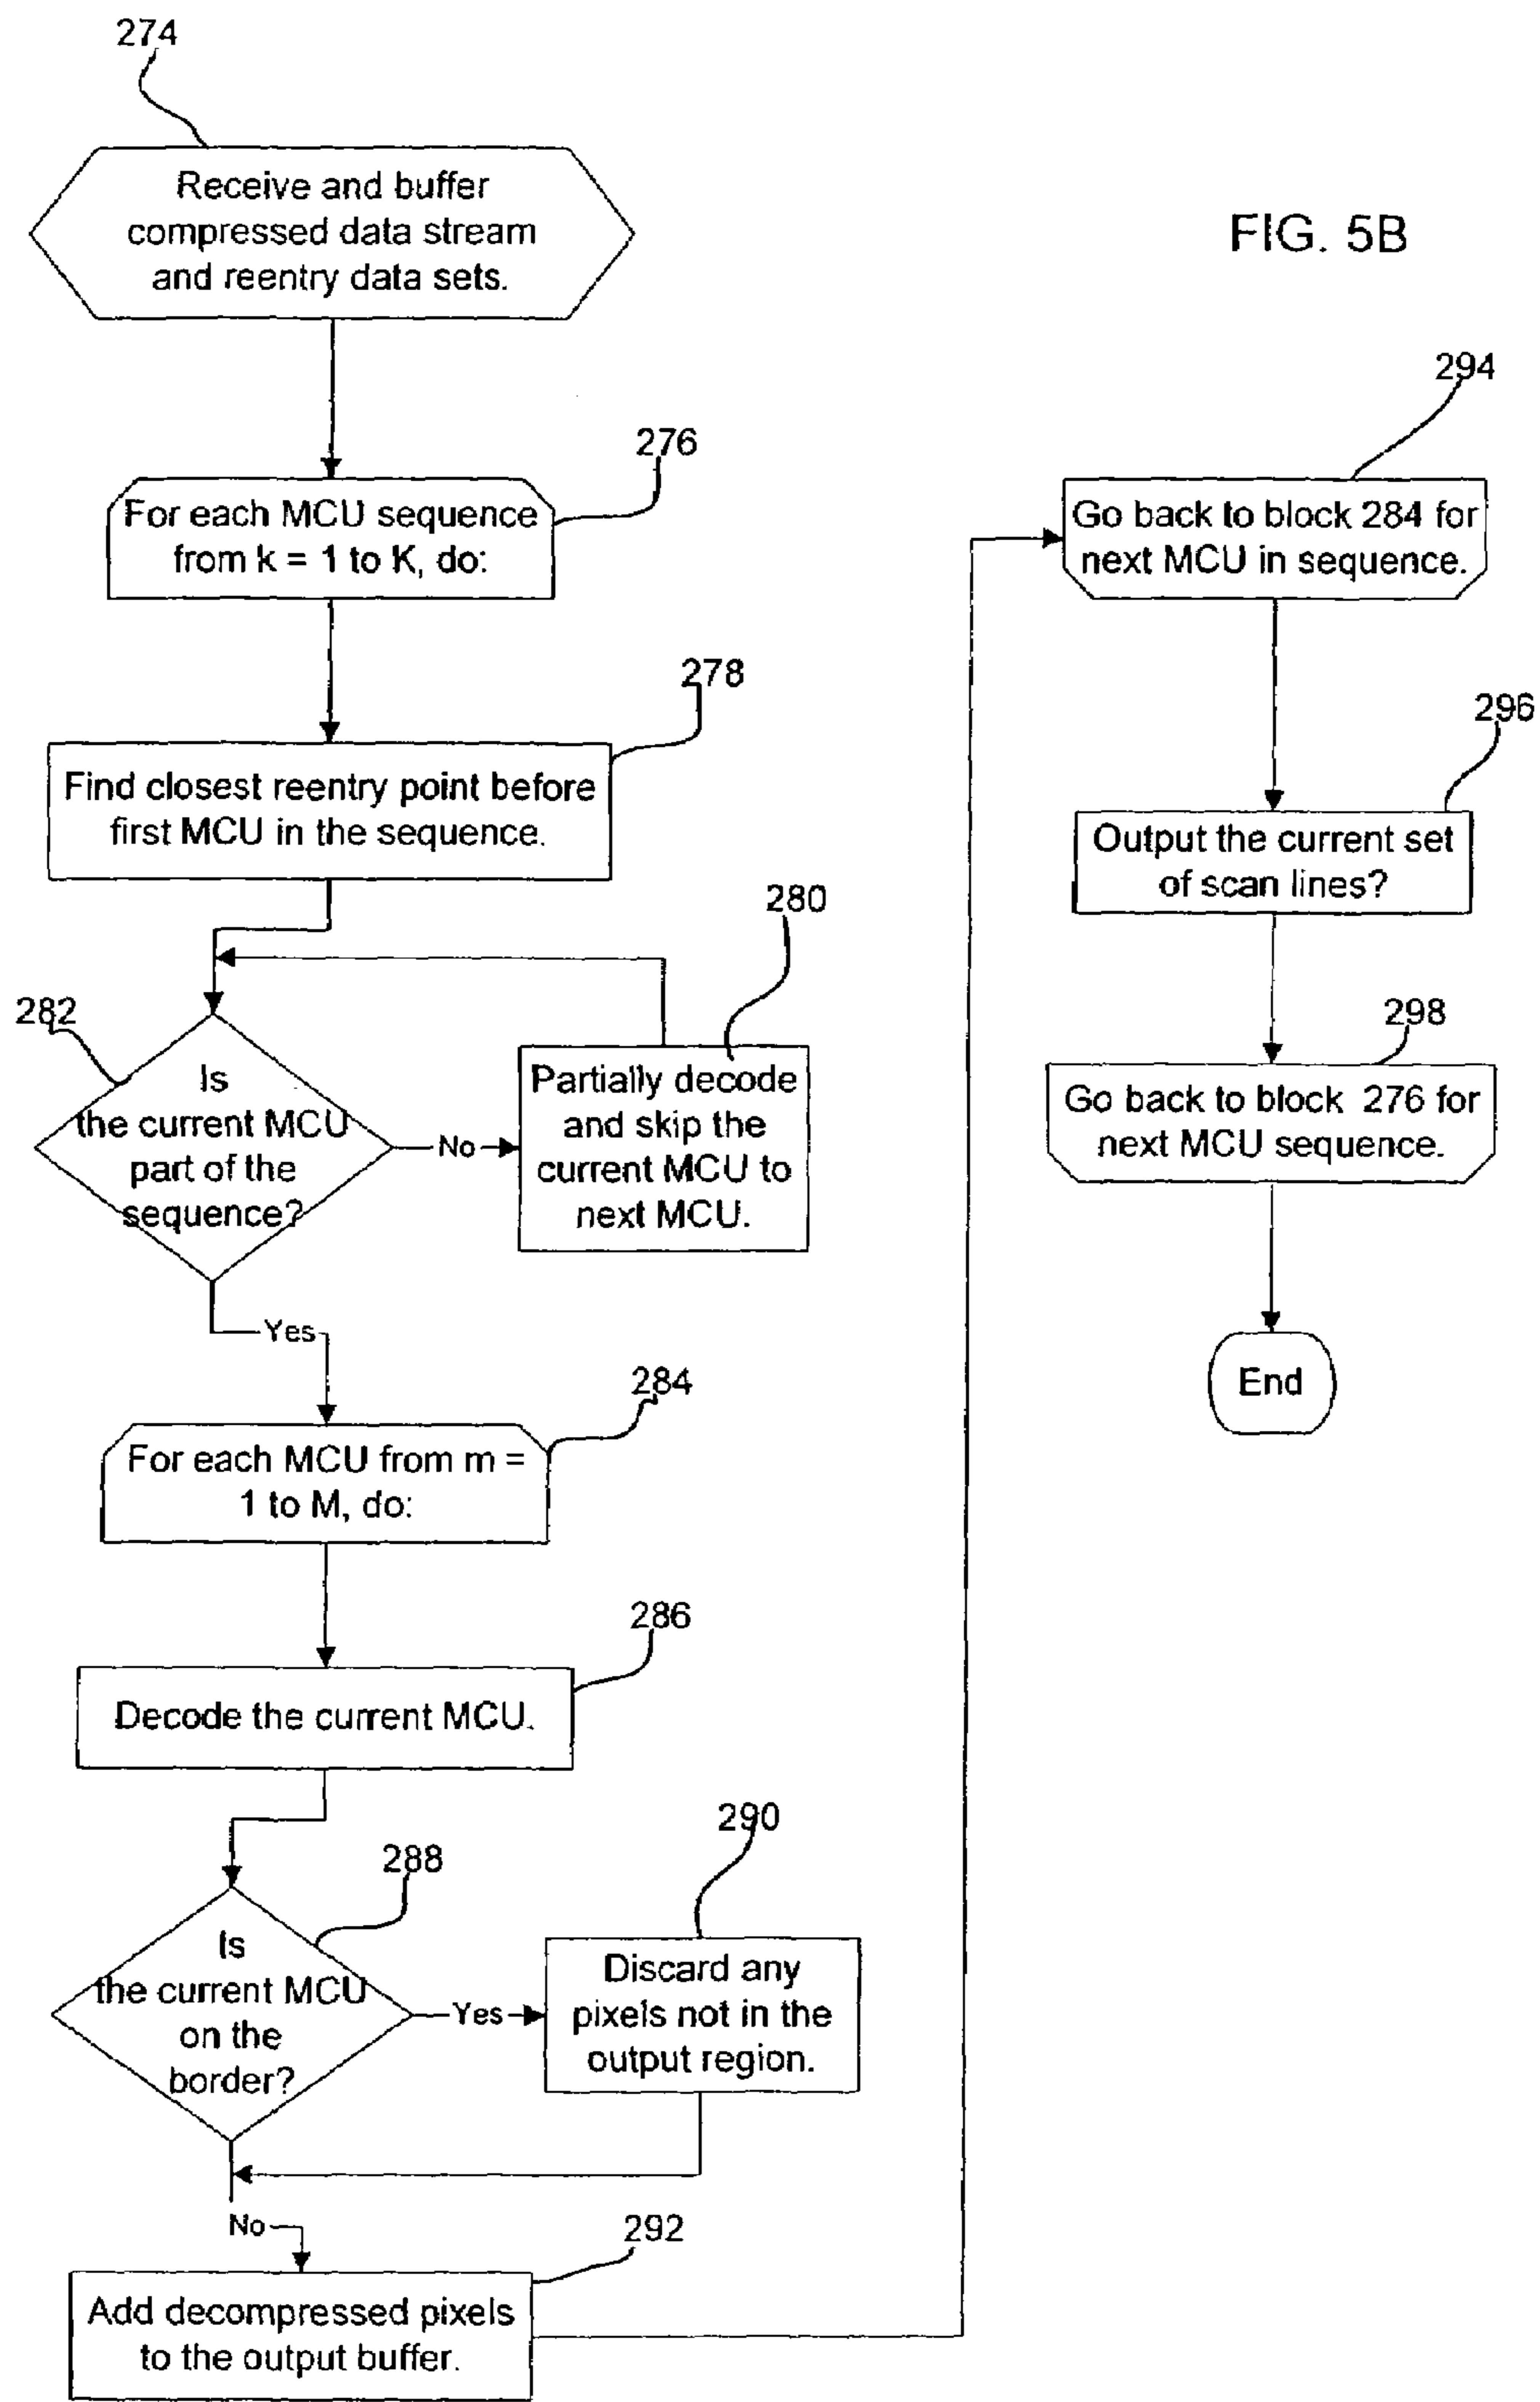 274
Receive and buffer
compressed data stream
and reentry data sets.
FIG. 5B
276
For each MCU sequence
from k = 1 to K, do:
278
Find closest reentry point before
first MCU in the sequence.
280
282
Is
the current MCU
part of the
sequence?
No
Partially decode
and skip the
current MCU to
next MCU.
Yes
284
For each MCU from m =
1 to M, do:
286
Decode the current MCU.
288
290
Is
the current MCU
on the
border?
Yes
Discard any
pixels not in the
output region.
No
292
Add decompressed pixels
to the output buffer.
294
Go back to block 284 for
next MCU in sequence.
296
Output the current set
of scan lines?
298
Go back to block 276 for
next MCU sequence.
End